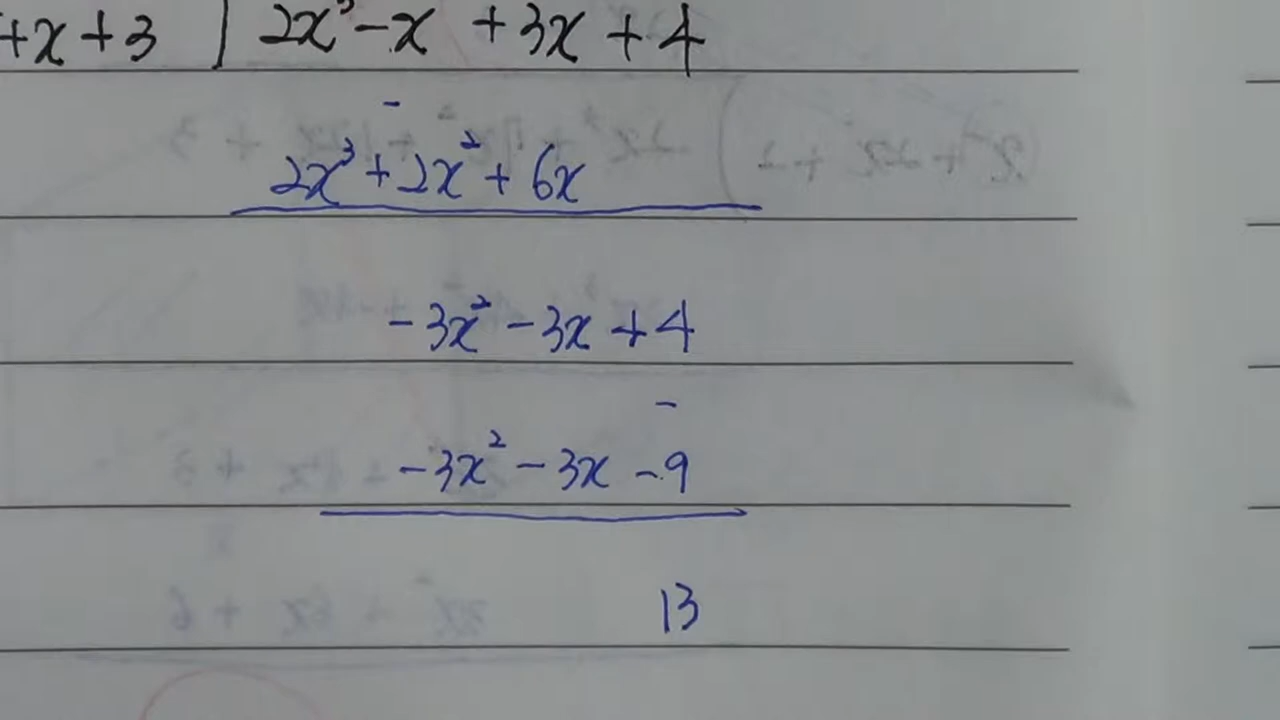 +x+3 | 2x³-x +3x+4
-
2x³+2x²+6x
-3x²-3x+4
-
-3x²-3x-9
13